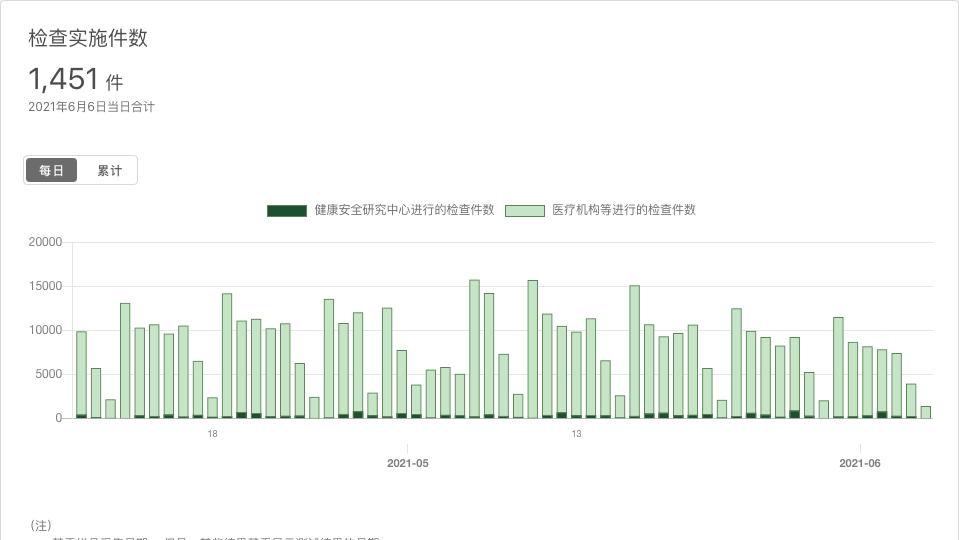 检查实施件数
1,451 件
2021年6月6日当日合计
每日 累计
健康安全研究中心进行的检查件数 医疗机构等进行的检查件数
20000
15000
10000
5000
0
18 13
2021-05 2021-06
(注)